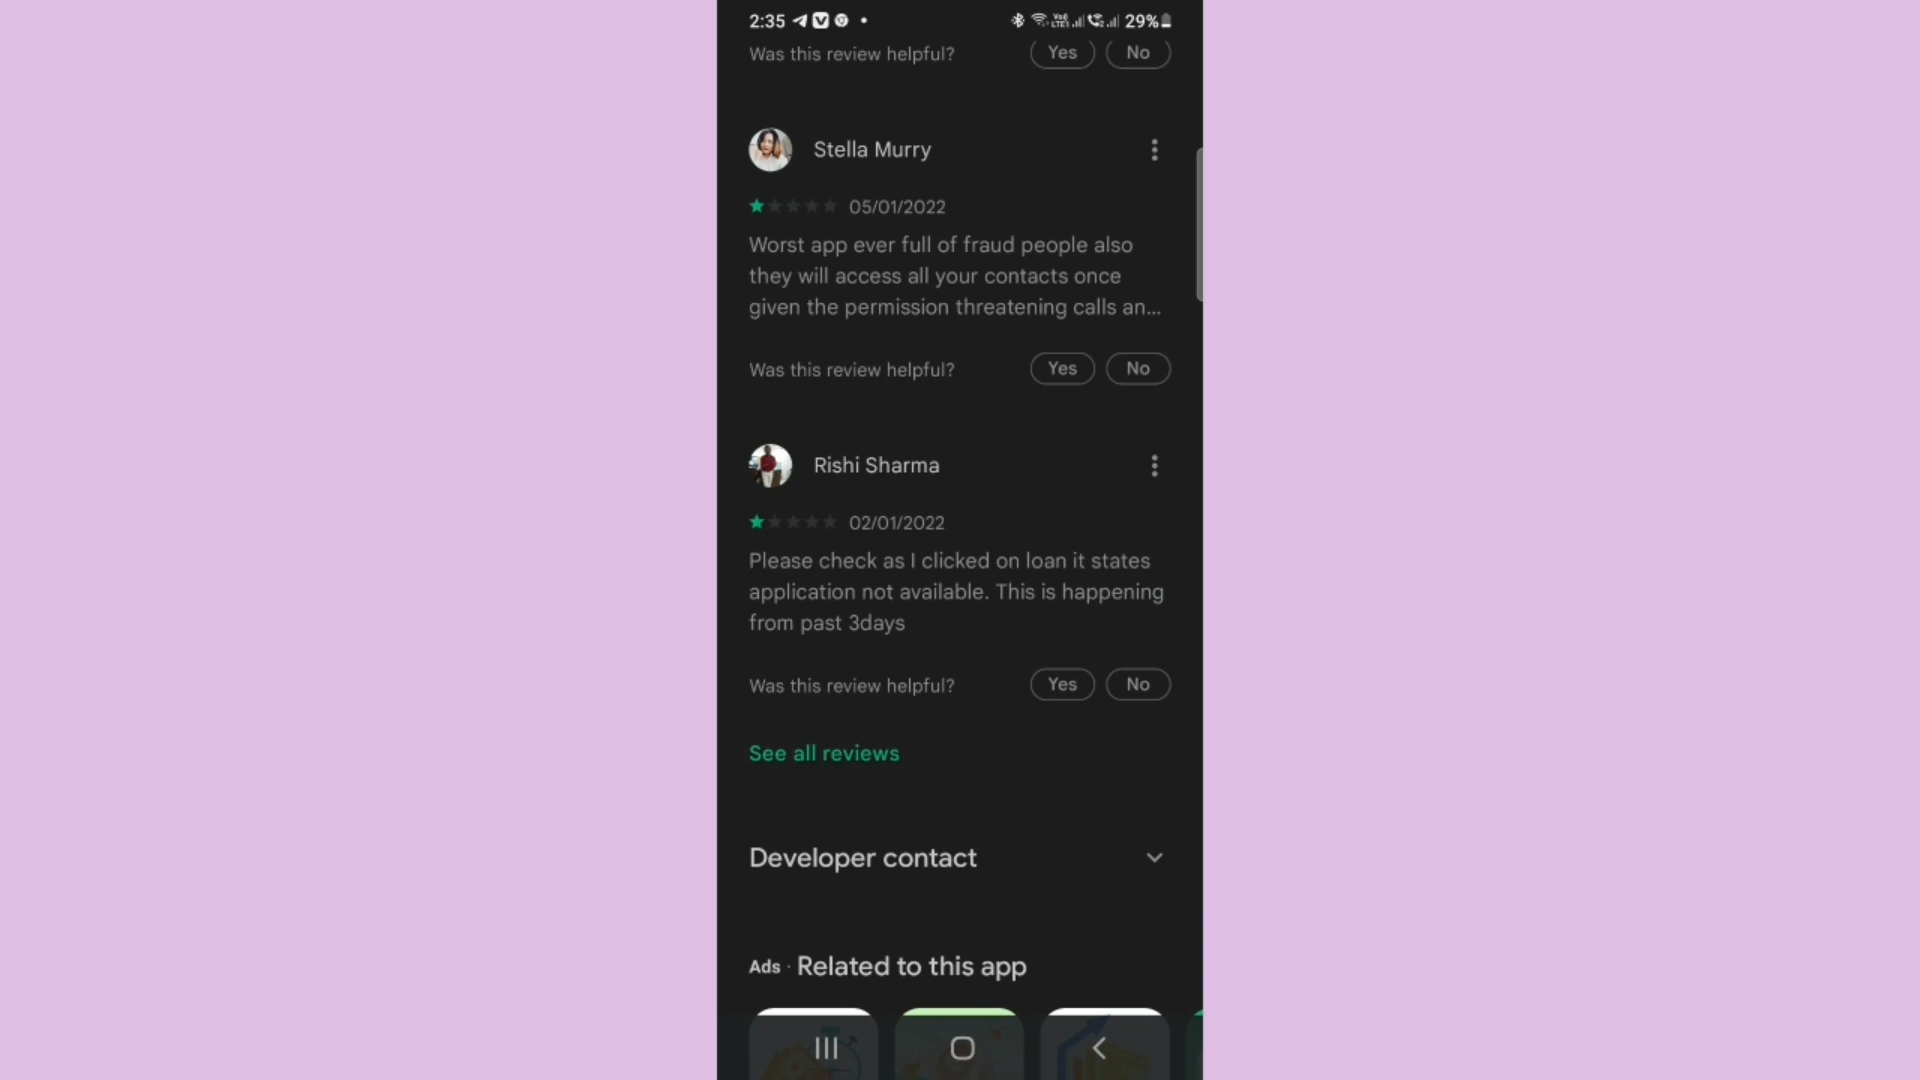 2:35 29%
Was this review helpful? Yes No
Stella Murry
05/01/2022
Worst app ever full of fraud people also
they will access all your contacts once
given the permission threatening calls an...
Was this review helpful? Yes No
Rishi Sharma
02/01/2022
Please check as I clicked on loan it states
application not available. This is happening
from past 3days
Was this review helpful? Yes No
See all reviews
Developer contact
Ads · Related to this app